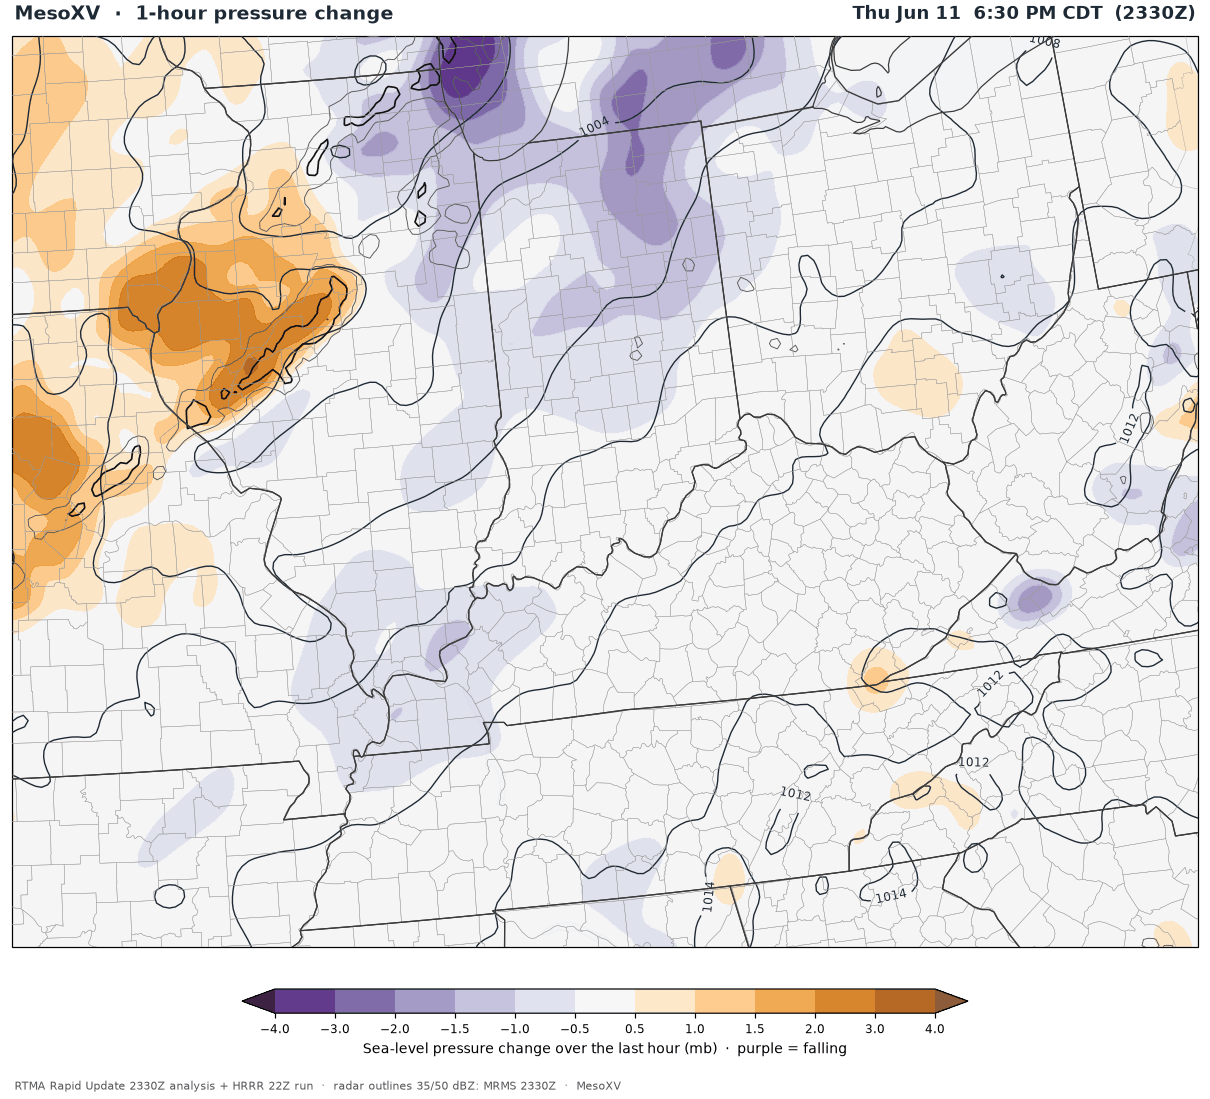 MesoXV · 1-hour pressure change
Thu Jun 11 6:30 PM CDT (2330Z)
1008
1004
1012
1012
1012
1012
1014
1014
−4.0 −3.0 −2.0 −1.5 −1.0 −0.5 0.5 1.0 1.5 2.0 3.0 4.0
Sea-level pressure change over the last hour (mb) · purple = falling
RTMA Rapid Update 2330Z analysis + HRRR 22Z run · radar outlines 35/50 dBZ: MRMS 2330Z · MesoXV